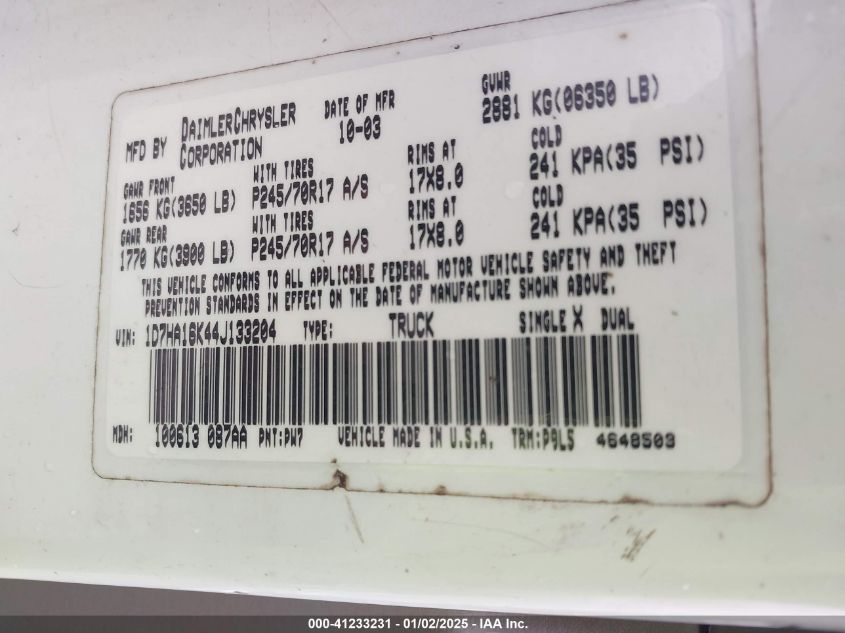 MFD BY DAIMLERCHRYSLER CORPORATION
DATE OF MFR 10-03
GVWR 2881 KG(06350 LB)
GAWR FRONT 1656 KG(3650 LB)
WITH TIRES P245/70R17 A/S
RIMS AT 17X8.0
COLD 241 KPA(35 PSI)
GAWR REAR 1770 KG(3900 LB)
WITH TIRES P245/70R17 A/S
RIMS AT 17X8.0
COLD 241 KPA(35 PSI)
THIS VEHICLE CONFORMS TO ALL APPLICABLE FEDERAL MOTOR VEHICLE SAFETY AND THEFT
PREVENTION STANDARDS IN EFFECT ON THE DATE OF MANUFACTURE SHOWN ABOVE.
VIN: 1D7HA16K44J133204 TYPE: TRUCK SINGLE X DUAL
MDH: 100613 087AA PNT:PW7 VEHICLE MADE IN U.S.A. TRM:P9L5 4648503
000-41233231 - 01/02/2025 - IAA Inc.